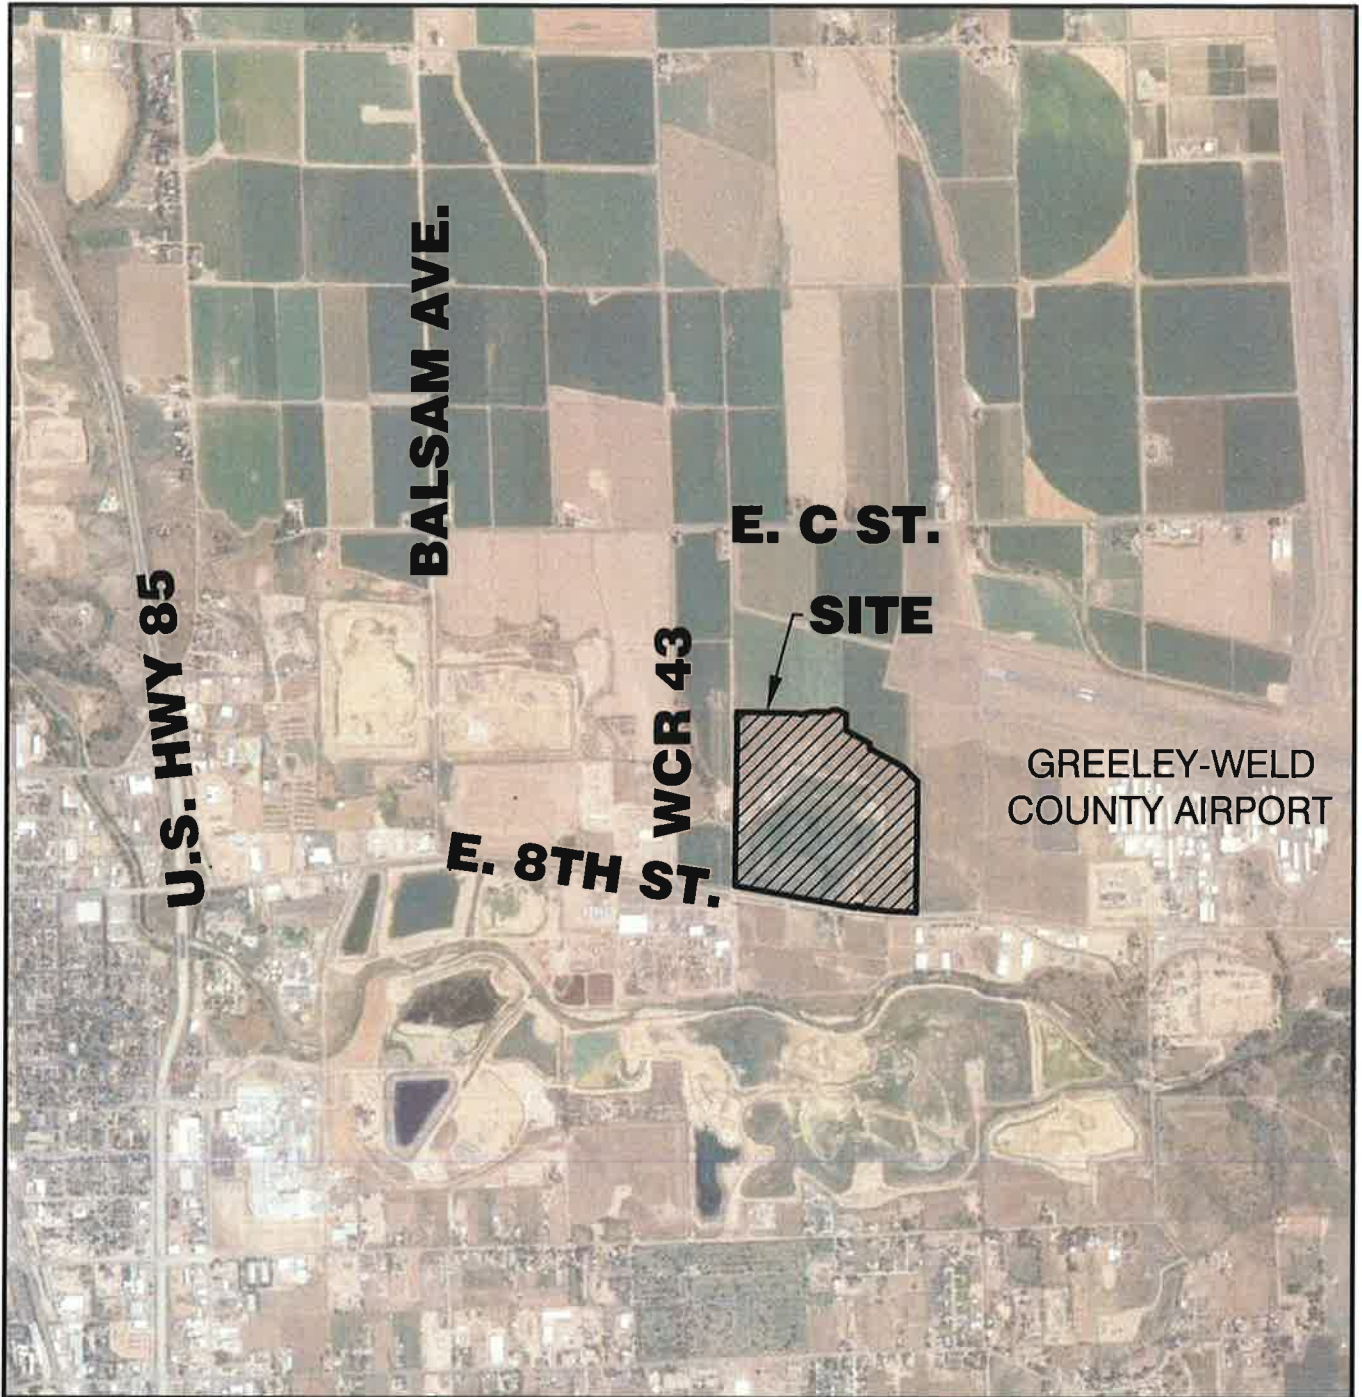 BALSAM AVE.
E. C ST.
SITE
U.S. HWY 85
WCR 43
GREELEY-WELD
COUNTY AIRPORT
E. 8TH ST.